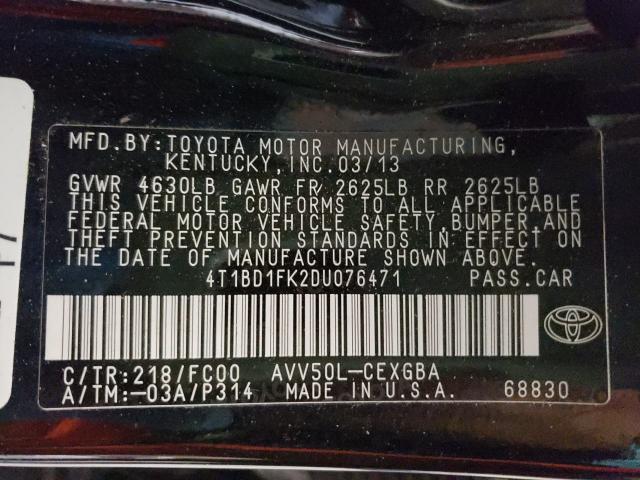 MFD.BY:TOYOTA MOTOR MANUFACTURING,
KENTUCKY,INC.03/13
GVWR 4630LB GAWR FR 2625LB RR 2625LB
THIS VEHICLE CONFORMS TO ALL APPLICABLE
FEDERAL MOTOR VEHICLE SAFETY,BUMPER,AND
THEFT PREVENTION STANDARDS IN EFFECT ON
THE DATE OF MANUFACTURE SHOWN ABOVE.
4T1BD1FK2DU076471 PASS.CAR
C/TR:218/FC00 AVV50L-CEXGBA
A/TM:-03A/P314 MADE IN U.S.A. 68830